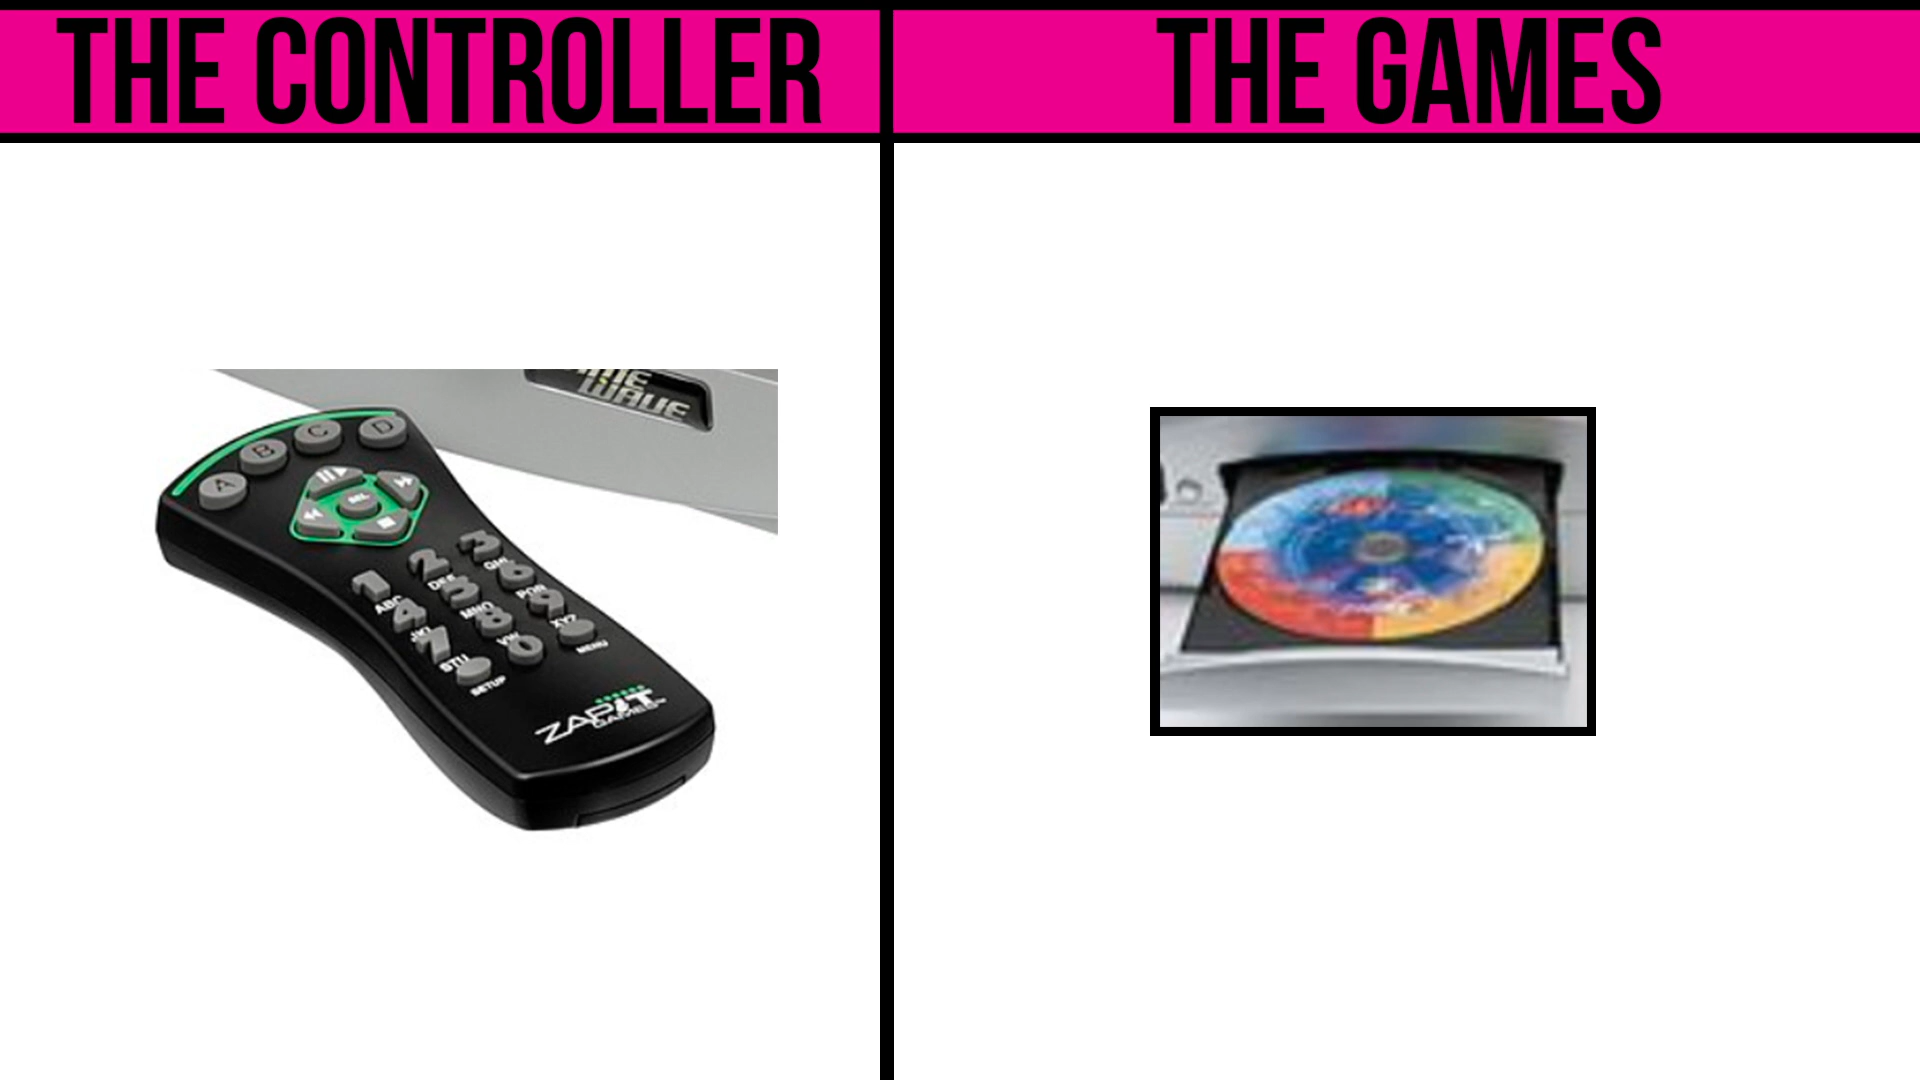 THE CONTROLLER
THE GAMES
WAVE
A
B
C
D
SEL
1
2
3
ABC
DEF
GHI
4
5
6
JKL
MNO
PQR
7
8
9
STU
VW
XYZ
0
SETUP
MENU
ZAPIT
GAMES